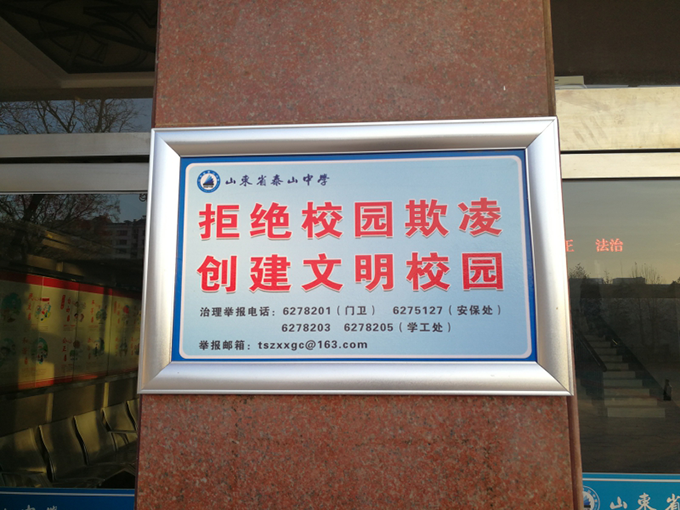 山东省泰山中学
拒绝校园欺凌
创建文明校园
治理举报电话：6278201（门卫） 6275127（安保处）
6278203 6278205（学工处）
举报邮箱：tszxxgc@163.com
正 法治
山东省